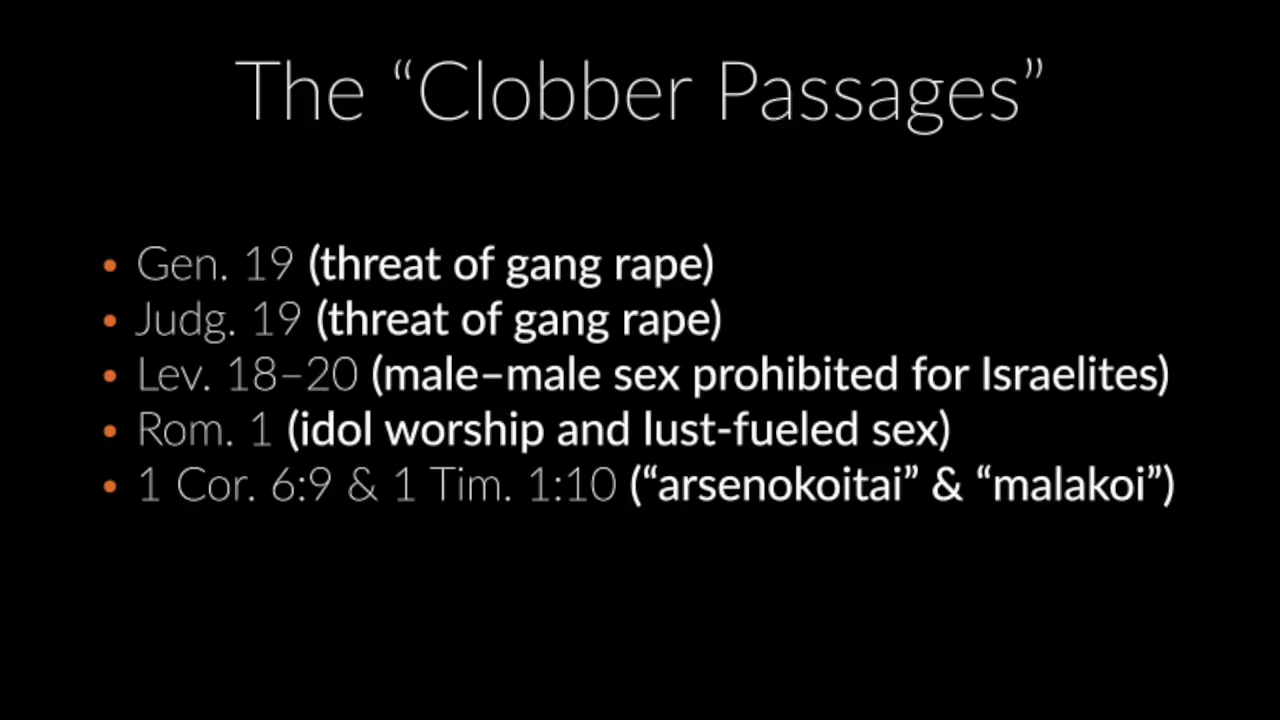 The “Clobber Passages”
• Gen. 19 (threat of gang rape)
• Judg. 19 (threat of gang rape)
• Lev. 18–20 (male–male sex prohibited for Israelites)
• Rom. 1 (idol worship and lust-fueled sex)
• 1 Cor. 6:9 & 1 Tim. 1:10 (“arsenokoitai” & “malakoi”)